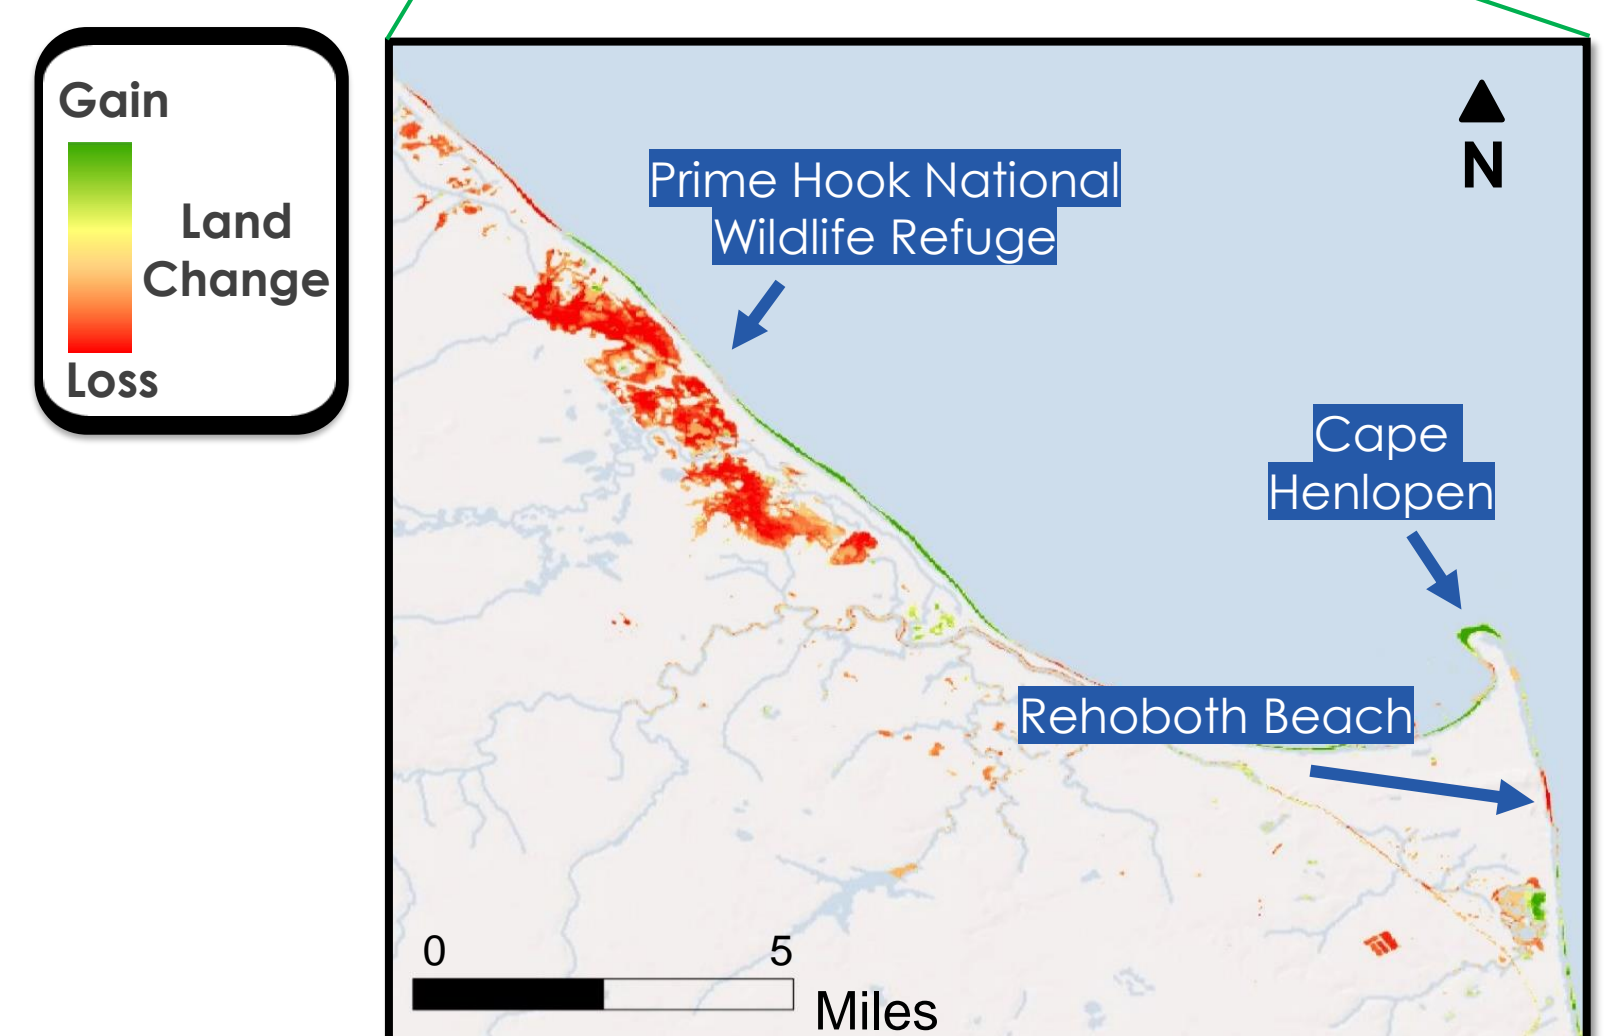 Gain
Land
Change
Loss
N
Prime Hook National
Wildlife Refuge
Cape
Henlopen
Rehoboth Beach
0 5
Miles